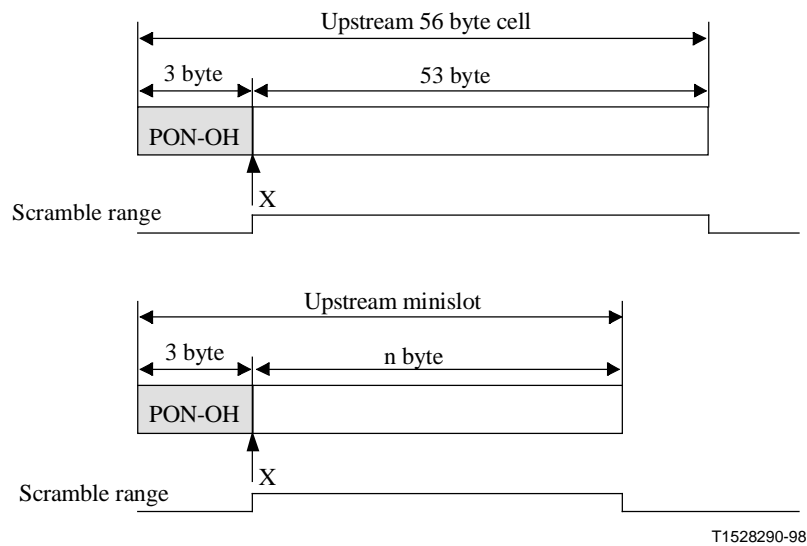 Upstream 56 byte cell
3 byte
53 byte
PON-OH
X
Scramble range
Upstream minislot
3 byte
n byte
PON-OH
X
Scramble range
T1528290-98